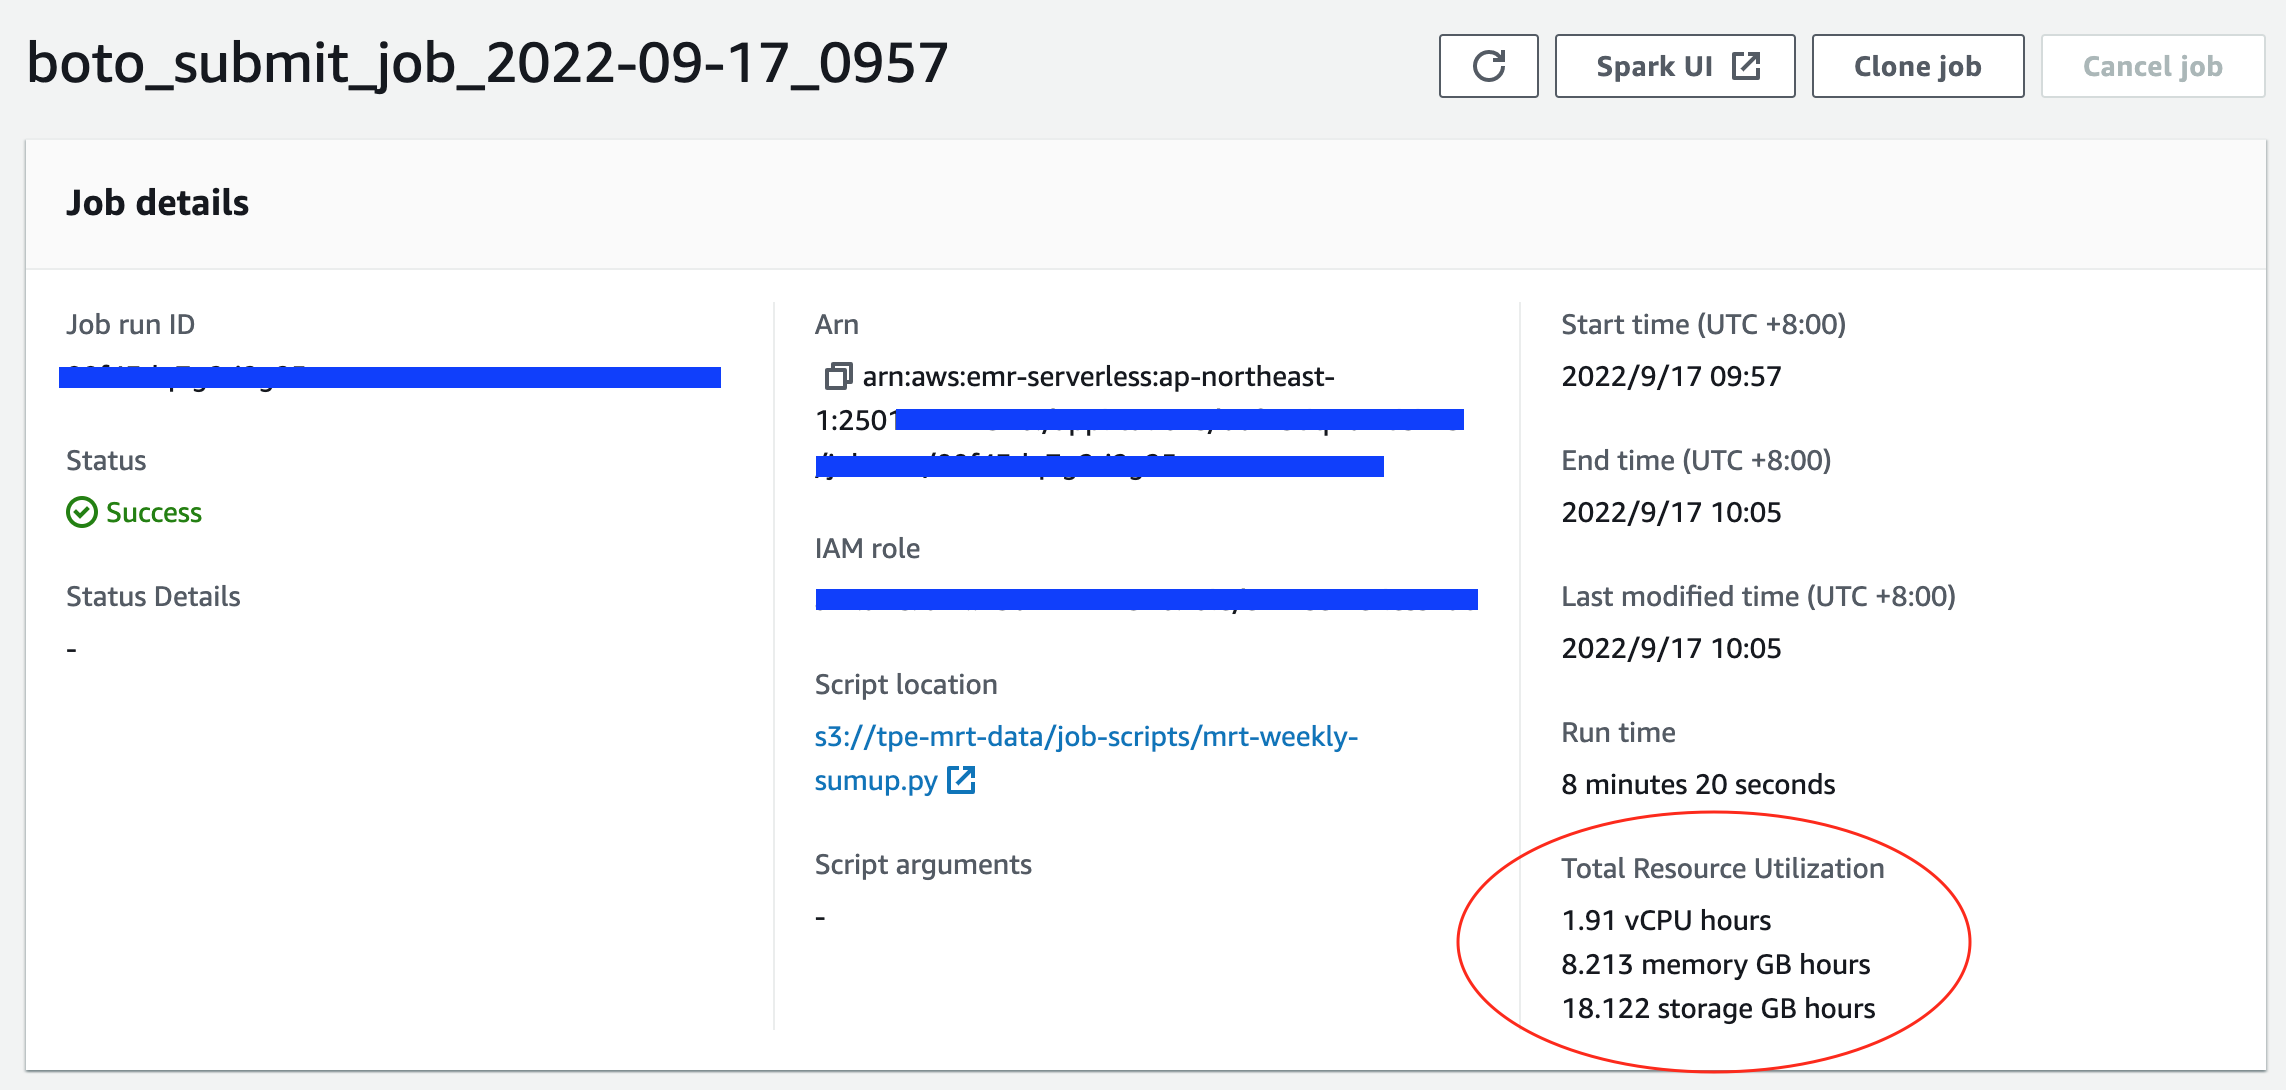 boto_submit_job_2022-09-17_0957
Spark UI
Clone job
Cancel job
Job details
Job run ID
Status
Success
Status Details
-
Arn
arn:aws:emr-serverless:ap-northeast-
1:2501
IAM role
Script location
s3://tpe-mrt-data/job-scripts/mrt-weekly-
sumup.py
Script arguments
-
Start time (UTC +8:00)
2022/9/17 09:57
End time (UTC +8:00)
2022/9/17 10:05
Last modified time (UTC +8:00)
2022/9/17 10:05
Run time
8 minutes 20 seconds
Total Resource Utilization
1.91 vCPU hours
8.213 memory GB hours
18.122 storage GB hours